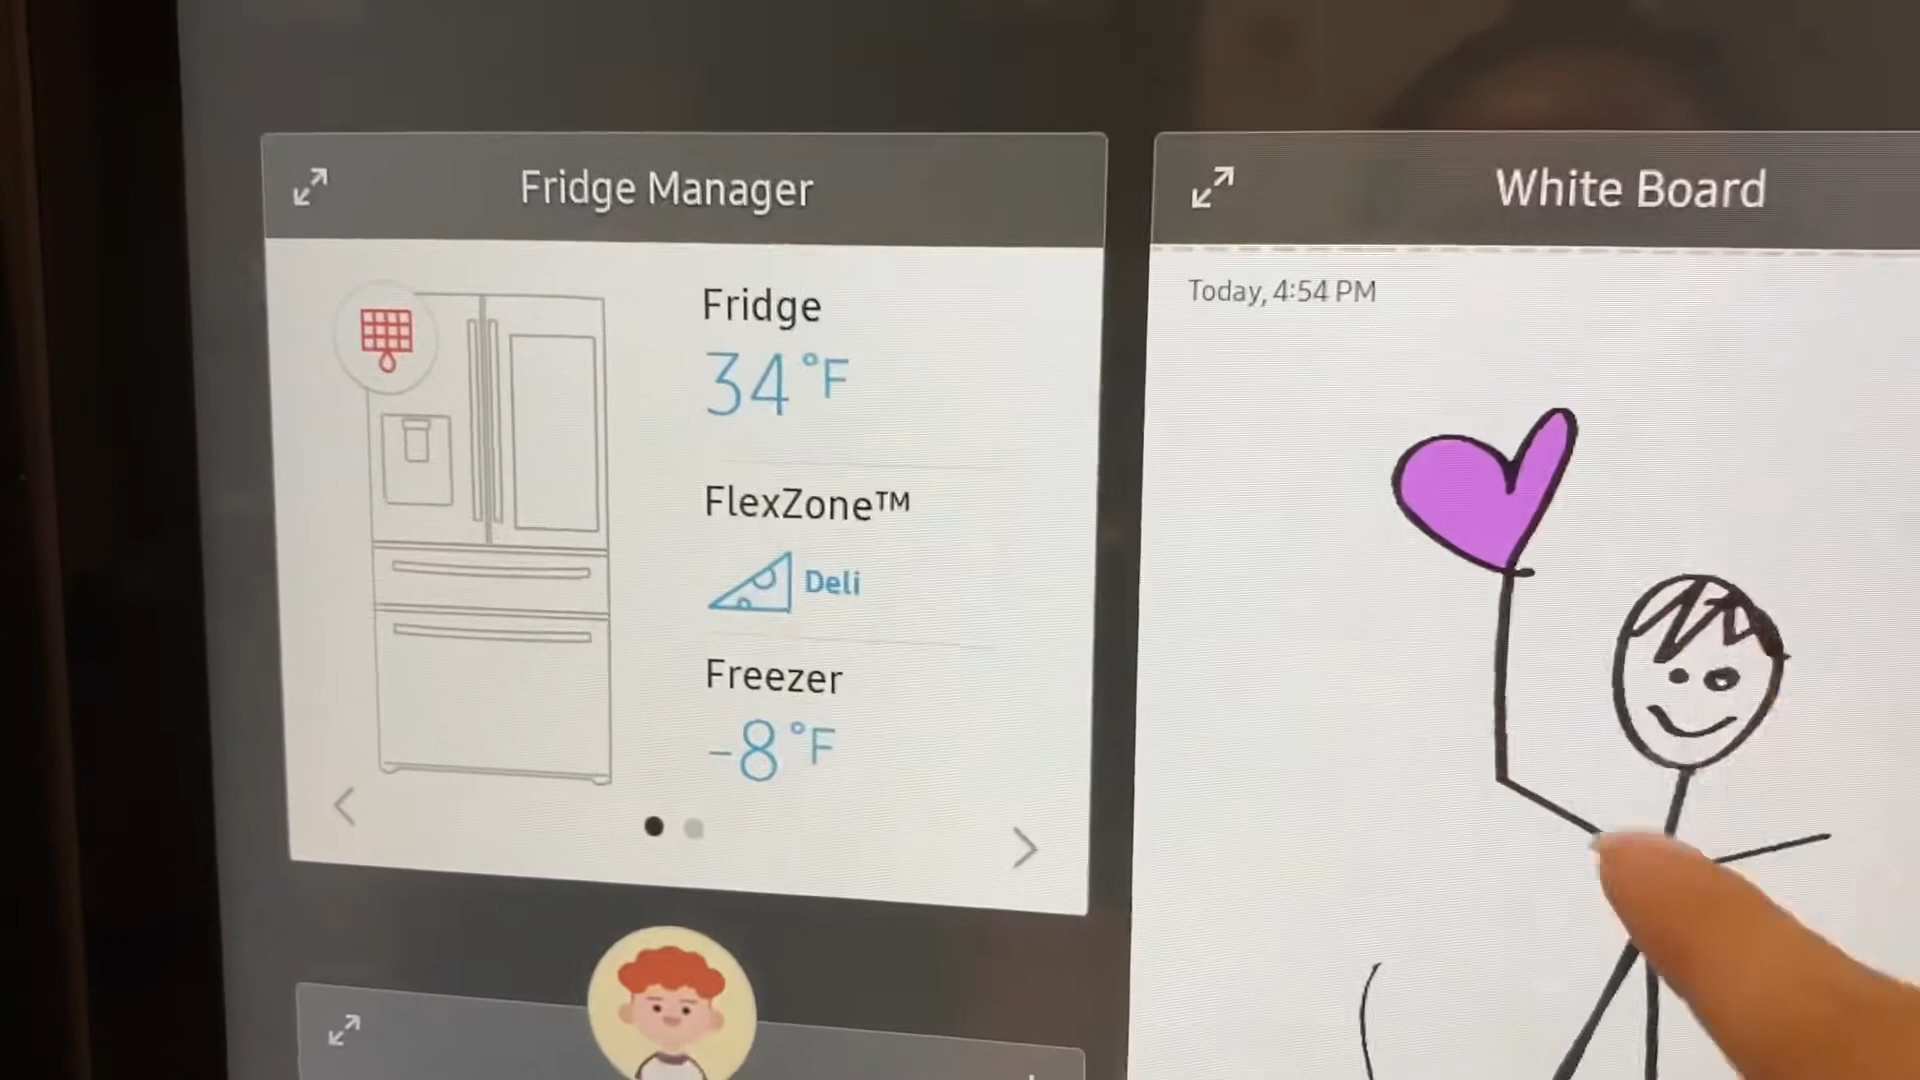 Fridge Manager
Fridge
34°F
FlexZone™
Deli
Freezer
-8°F
White Board
Today, 4:54 PM